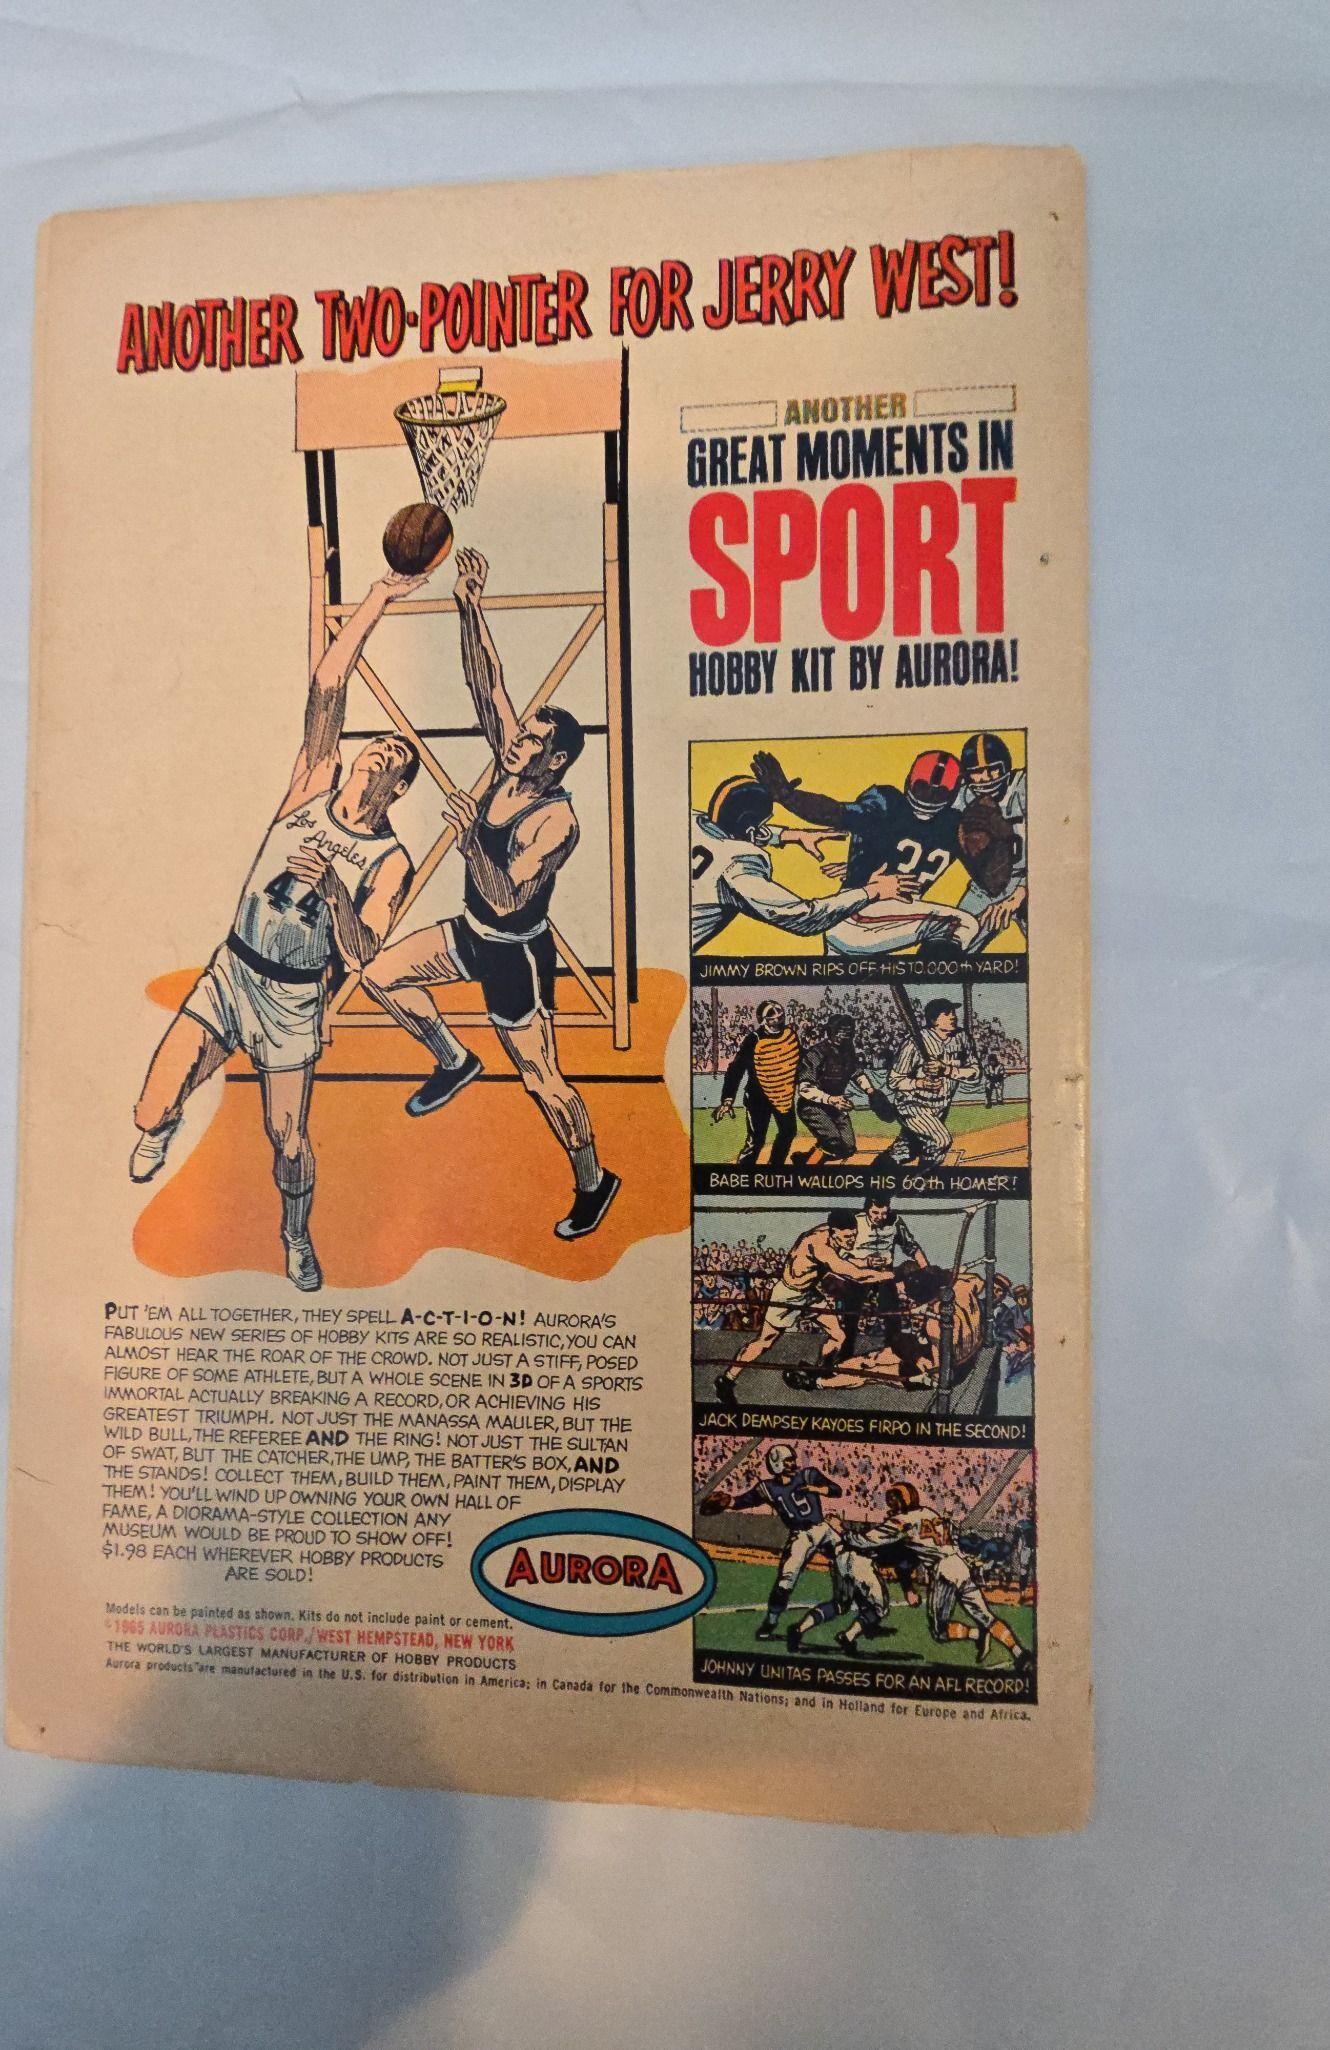 ANOTHER TWO-POINTER FOR JERRY WEST!
ANOTHER
GREAT MOMENTS IN
SPORT
HOBBY KIT BY AURORA!
Los
Angeles
44
32
JIMMY BROWN RIPS OFF HIS 10,000th YARD!
BABE RUTH WALLOPS HIS 60th HOMER!
JACK DEMPSEY KAYOES FIRPO IN THE SECOND!
15
JOHNNY UNITAS PASSES FOR AN AFL RECORD!
PUT 'EM ALL TOGETHER, THEY SPELL A-C-T-I-O-N! AURORA'S
FABULOUS NEW SERIES OF HOBBY KITS ARE SO REALISTIC, YOU CAN
ALMOST HEAR THE ROAR OF THE CROWD. NOT JUST A STIFF, POSED
FIGURE OF SOME ATHLETE, BUT A WHOLE SCENE IN 3D OF A SPORTS
IMMORTAL ACTUALLY BREAKING A RECORD, OR ACHIEVING HIS
GREATEST TRIUMPH. NOT JUST THE MANASSA MAULER, BUT THE
WILD BULL, THE REFEREE AND THE RING! NOT JUST THE SULTAN
OF SWAT, BUT THE CATCHER, THE UMP, THE BATTER'S BOX, AND
THE STANDS! COLLECT THEM, BUILD THEM, PAINT THEM, DISPLAY
THEM! YOU'LL WIND UP OWNING YOUR OWN HALL OF
FAME, A DIORAMA-STYLE COLLECTION ANY
MUSEUM WOULD BE PROUD TO SHOW OFF!
$1.98 EACH WHEREVER HOBBY PRODUCTS
ARE SOLD!
AURORA
Models can be painted as shown. Kits do not include paint or cement.
©1965 AURORA PLASTICS CORP./WEST HEMPSTEAD, NEW YORK
THE WORLD'S LARGEST MANUFACTURER OF HOBBY PRODUCTS
Aurora products are manufactured in the U.S. for distribution in America; in Canada for the Commonwealth Nations; and in Holland for Europe and Africa.